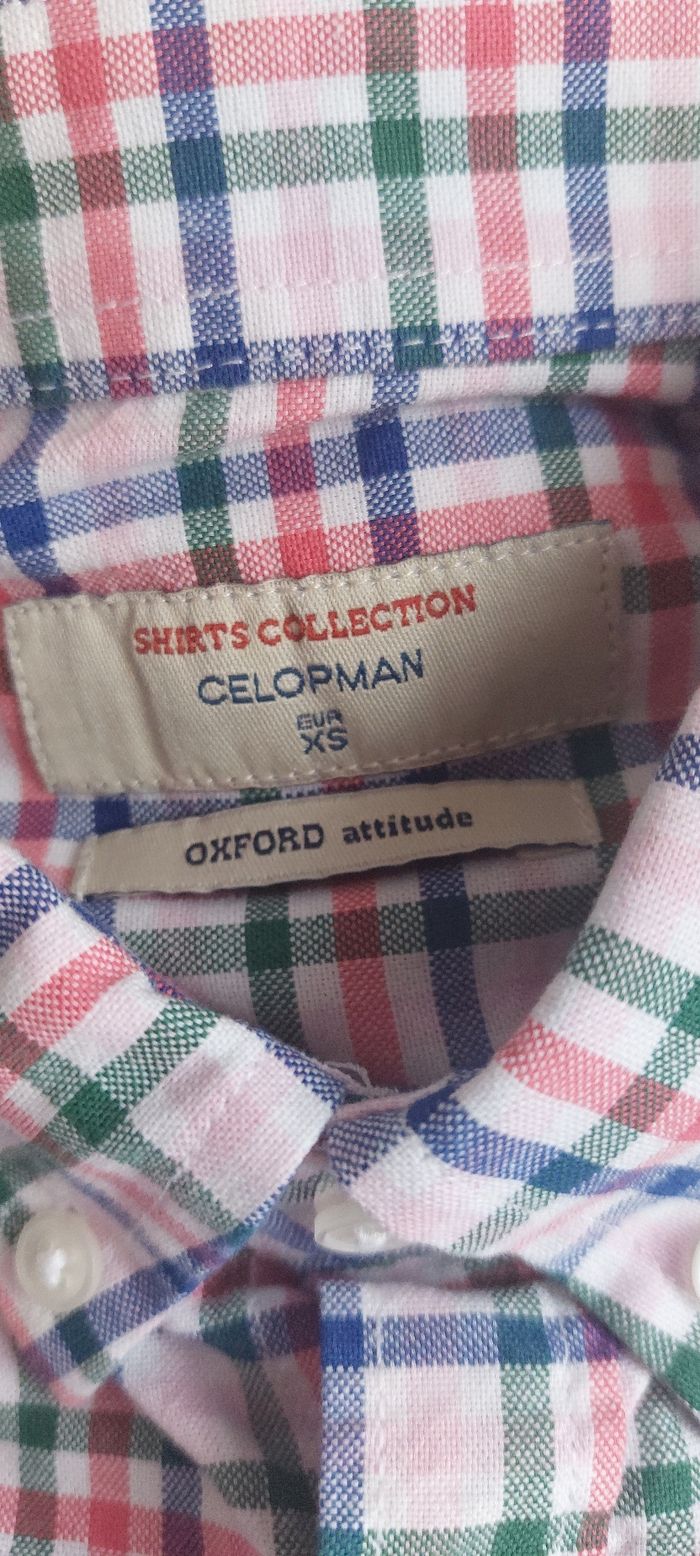 SHIRTS COLLECTION
CELOPMAN
EUR
XS
OXFORD attitude